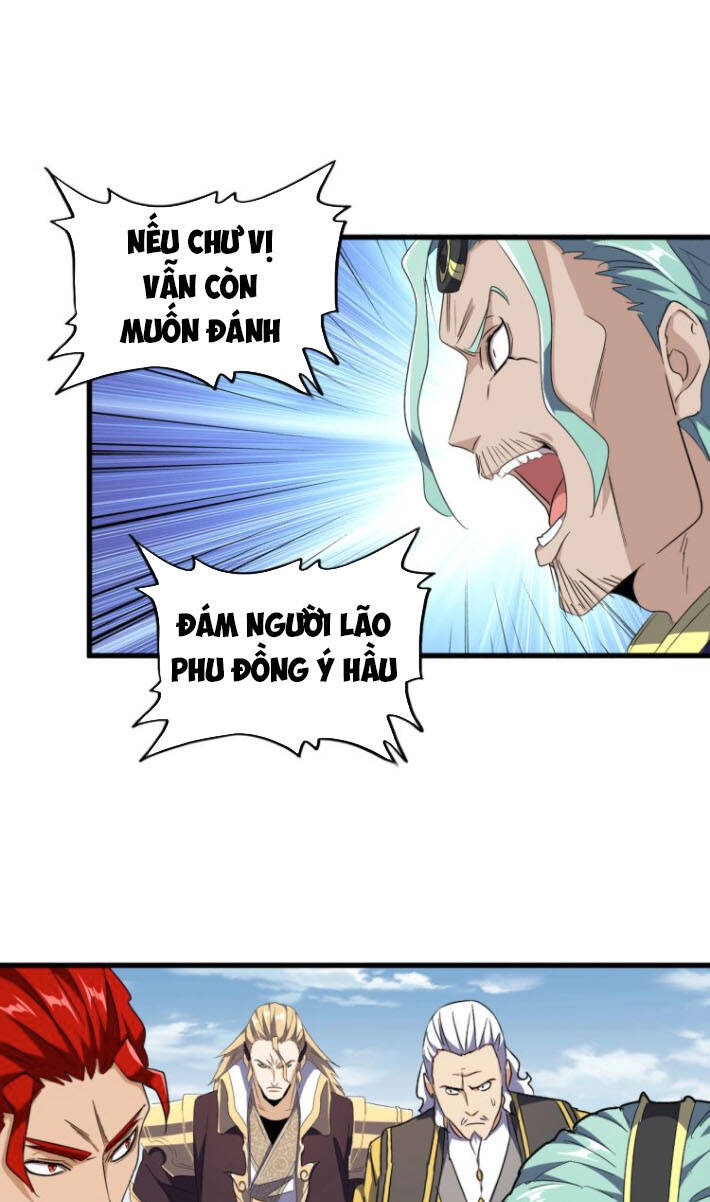 NẾU CHƯ VỊ
VẪN CÒN
MUỐN ĐÁNH
ĐÁM NGƯỜI LÃO
PHU ĐỒNG Ý HẦU